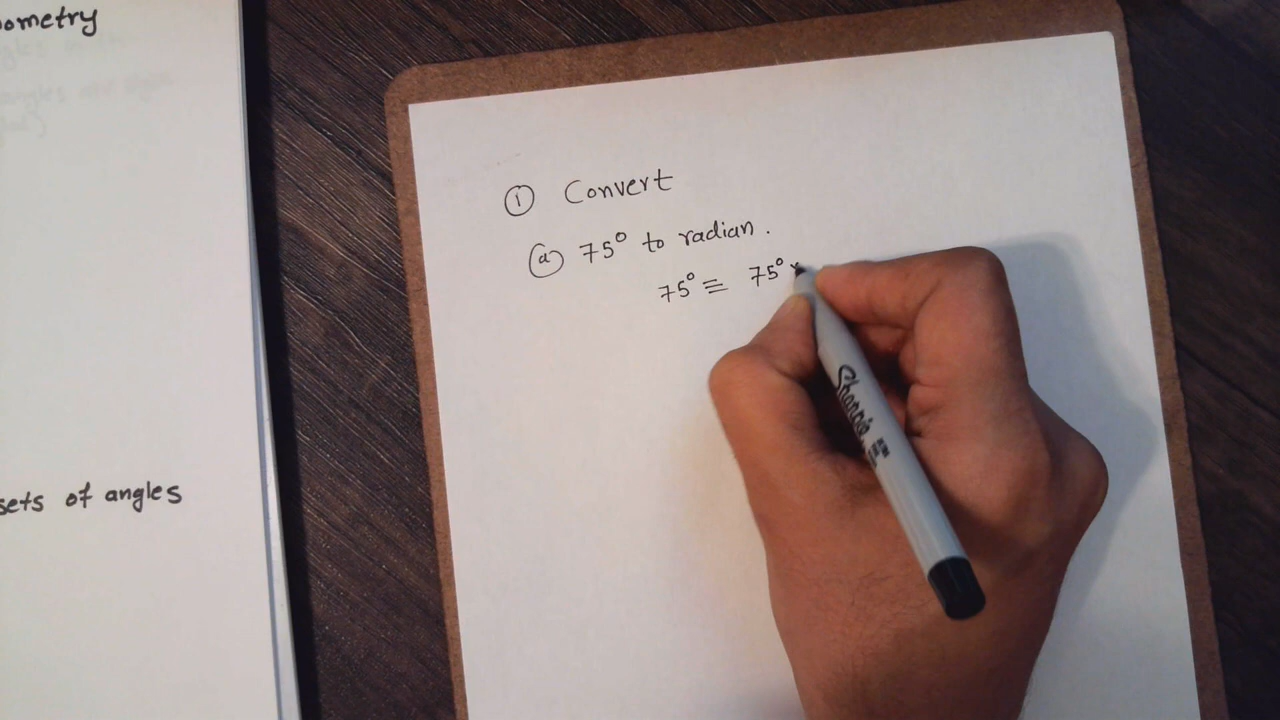 ometry
sets of angles
① Convert
ⓐ 75° to radian.
75° ≡ 75° ×
Sharpie